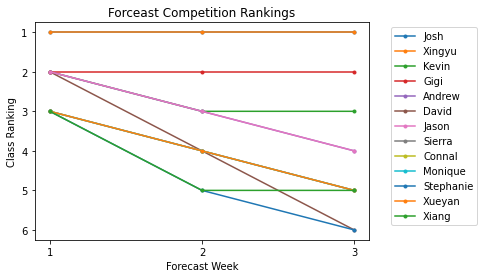 Forceast Competition Rankings
1
2
3
4
5
6
Class Ranking
1
2
3
Forecast Week
Josh
Xingyu
Kevin
Gigi
Andrew
David
Jason
Sierra
Connal
Monique
Stephanie
Xueyan
Xiang